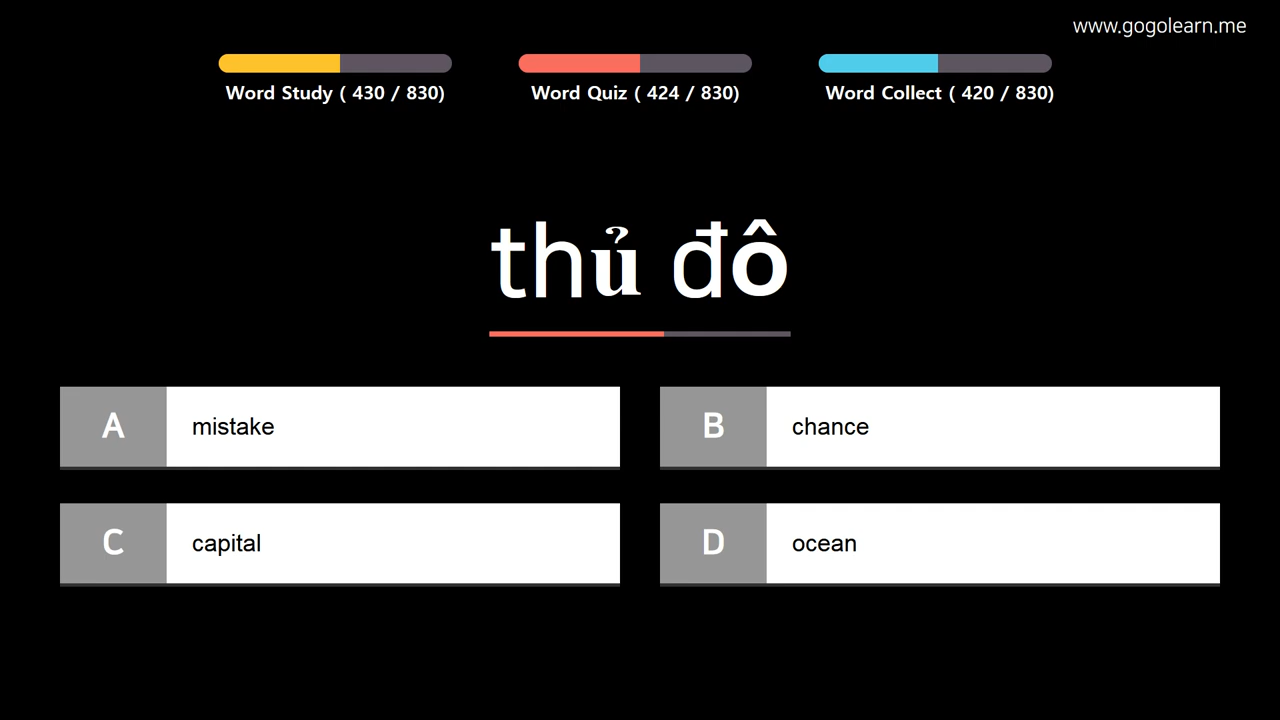 www.gogolearn.me
Word Study ( 430 / 830)
Word Quiz ( 424 / 830)
Word Collect ( 420 / 830)
thủ đô
A mistake
B chance
C capital
D ocean